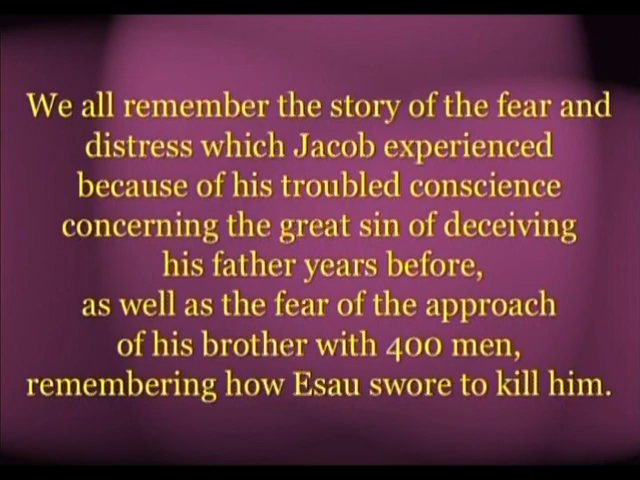 We all remember the story of the fear and
distress which Jacob experienced
because of his troubled conscience
concerning the great sin of deceiving
his father years before,
as well as the fear of the approach
of his brother with 400 men,
remembering how Esau swore to kill him.